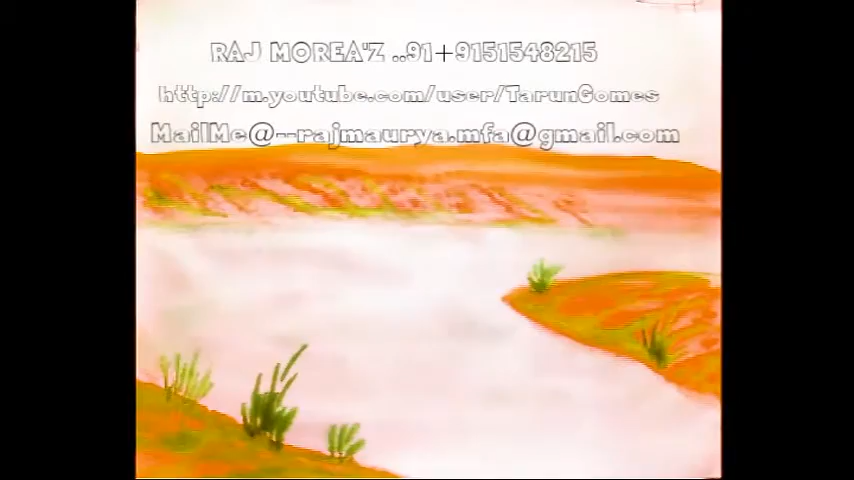 RAJ MOREA'Z ..91+9151548215
http://m.youtube.com/user/TarunGomes
MailMe@--rajmaurya.mfa@gmail.com